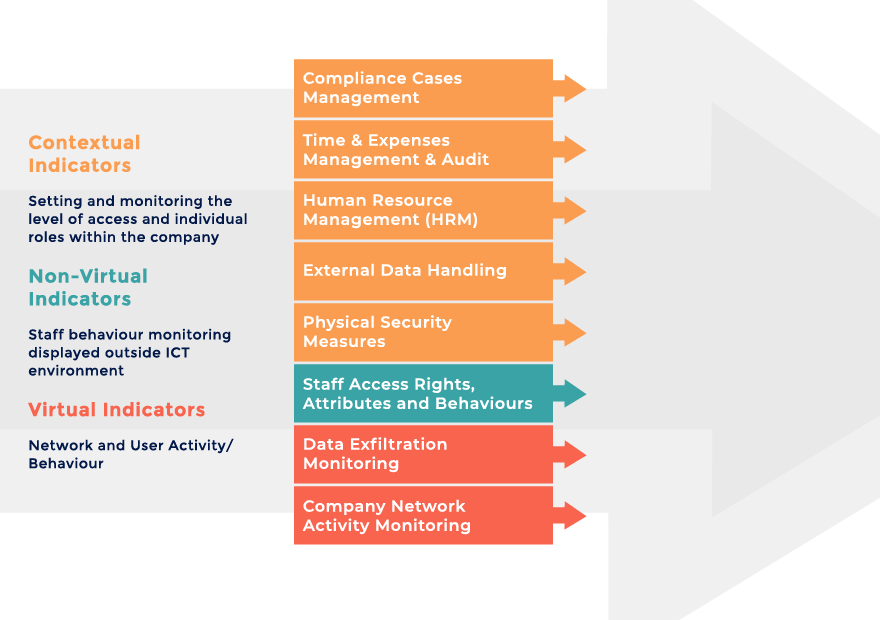 Contextual
Indicators
Setting and monitoring the
level of access and individual
roles within the company
Non-Virtual
Indicators
Staff behaviour monitoring
displayed outside ICT
environment
Virtual Indicators
Network and User Activity/
Behaviour
Compliance Cases
Management
Time & Expenses
Management & Audit
Human Resource
Management (HRM)
External Data Handling
Physical Security
Measures
Staff Access Rights,
Attributes and Behaviours
Data Exfiltration
Monitoring
Company Network
Activity Monitoring